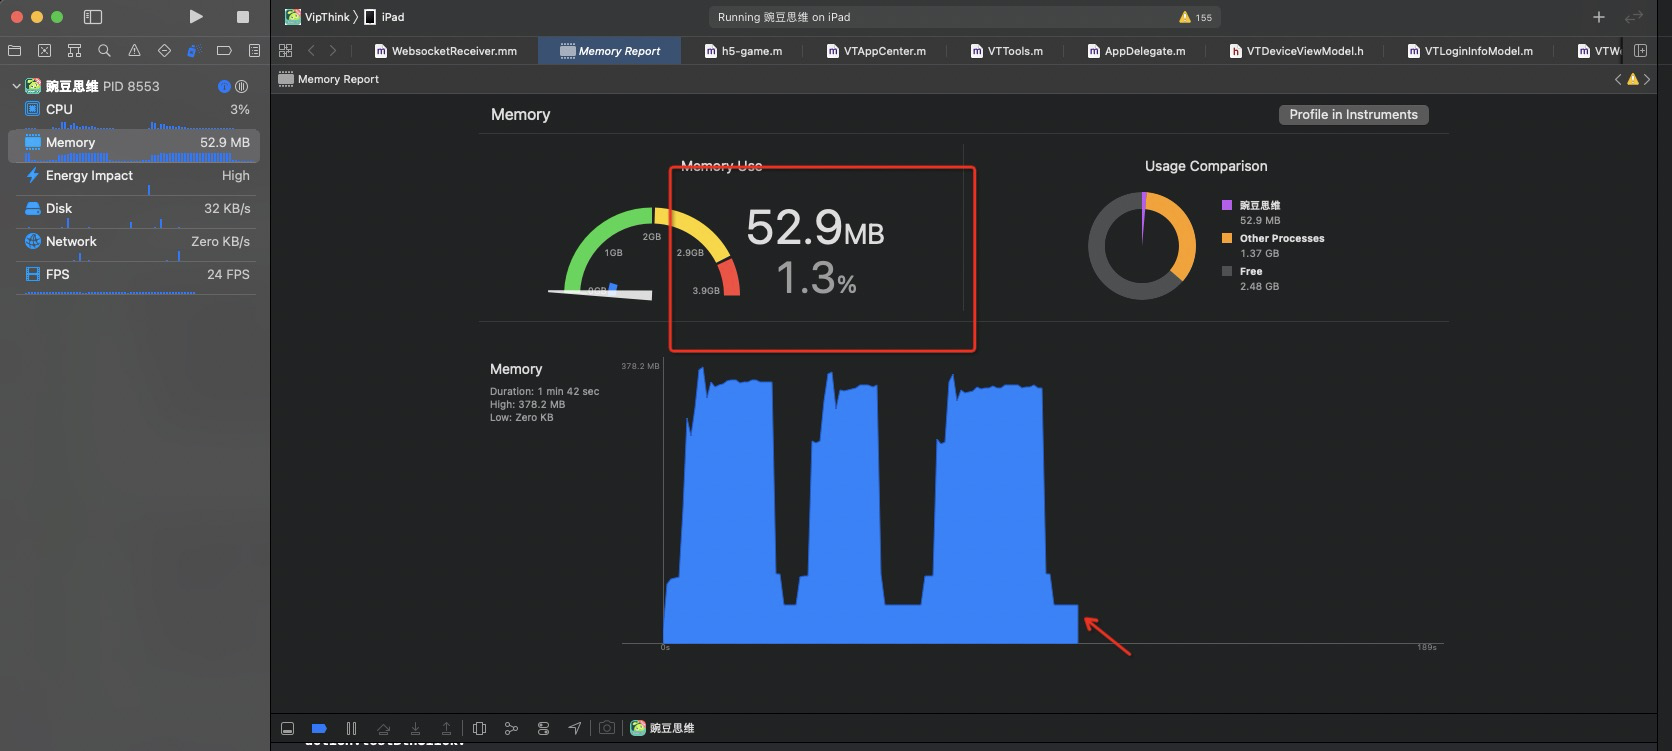 VipThink 〉 iPad
Running 豌豆思维 on iPad
155
WebsocketReceiver.mm
Memory Report
h5-game.m
VTAppCenter.m
VTTools.m
AppDelegate.m
VTDeviceViewModel.h
VTLoginInfoModel.m
豌豆思维 PID 8553
CPU 3%
Memory 52.9 MB
Energy Impact High
Disk 32 KB/s
Network Zero KB/s
FPS 24 FPS
Memory Report
Memory
Profile in Instruments
Memory Use
0GB
1GB
2GB
2.9GB
3.9GB
52.9MB
1.3%
Usage Comparison
豌豆思维
52.9 MB
Other Processes
1.37 GB
Free
2.48 GB
Memory
Duration: 1 min 42 sec
High: 378.2 MB
Low: Zero KB
378.2 MB
0s
189s
豌豆思维